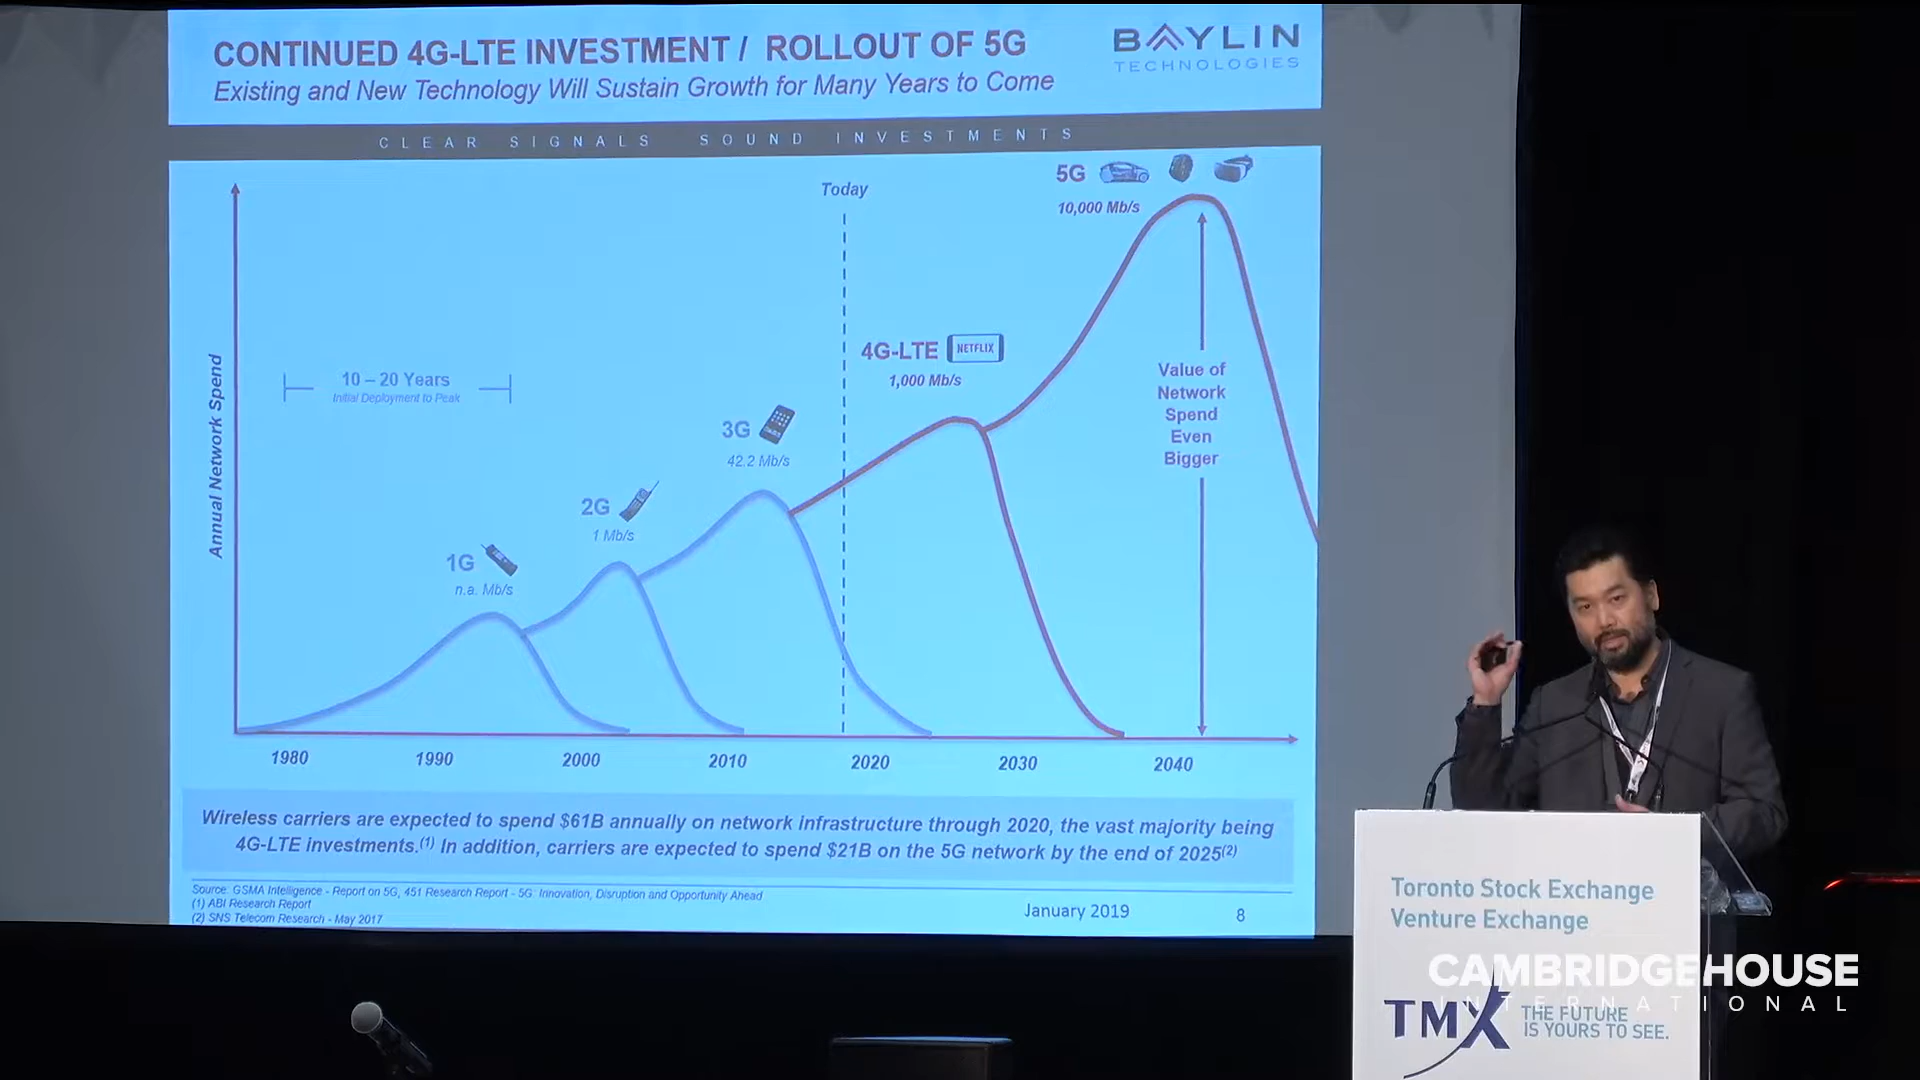 CONTINUED 4G-LTE INVESTMENT / ROLLOUT OF 5G
Existing and New Technology Will Sustain Growth for Many Years to Come
BAYLIN
TECHNOLOGIES
CLEAR SIGNALS SOUND INVESTMENTS
Today
5G
10,000 Mb/s
4G-LTE
NETFLIX
1,000 Mb/s
Value of
Network
Spend
Even
Bigger
10 – 20 Years
Initial Deployment to Peak
3G
42.2 Mb/s
2G
1 Mb/s
1G
n.a. Mb/s
Annual Network Spend
1980 1990 2000 2010 2020 2030 2040
Wireless carriers are expected to spend $61B annually on network infrastructure through 2020, the vast majority being
4G-LTE investments.(1) In addition, carriers are expected to spend $21B on the 5G network by the end of 2025(2)
Source: GSMA Intelligence - Report on 5G, 451 Research Report - 5G: Innovation, Disruption and Opportunity Ahead
(1) ABI Research Report
(2) SNS Telecom Research - May 2017
January 2019
8
Toronto Stock Exchange
Venture Exchange
CAMBRIDGEHOUSE
INTERNATIONAL
TMX THE FUTURE
IS YOURS TO SEE.